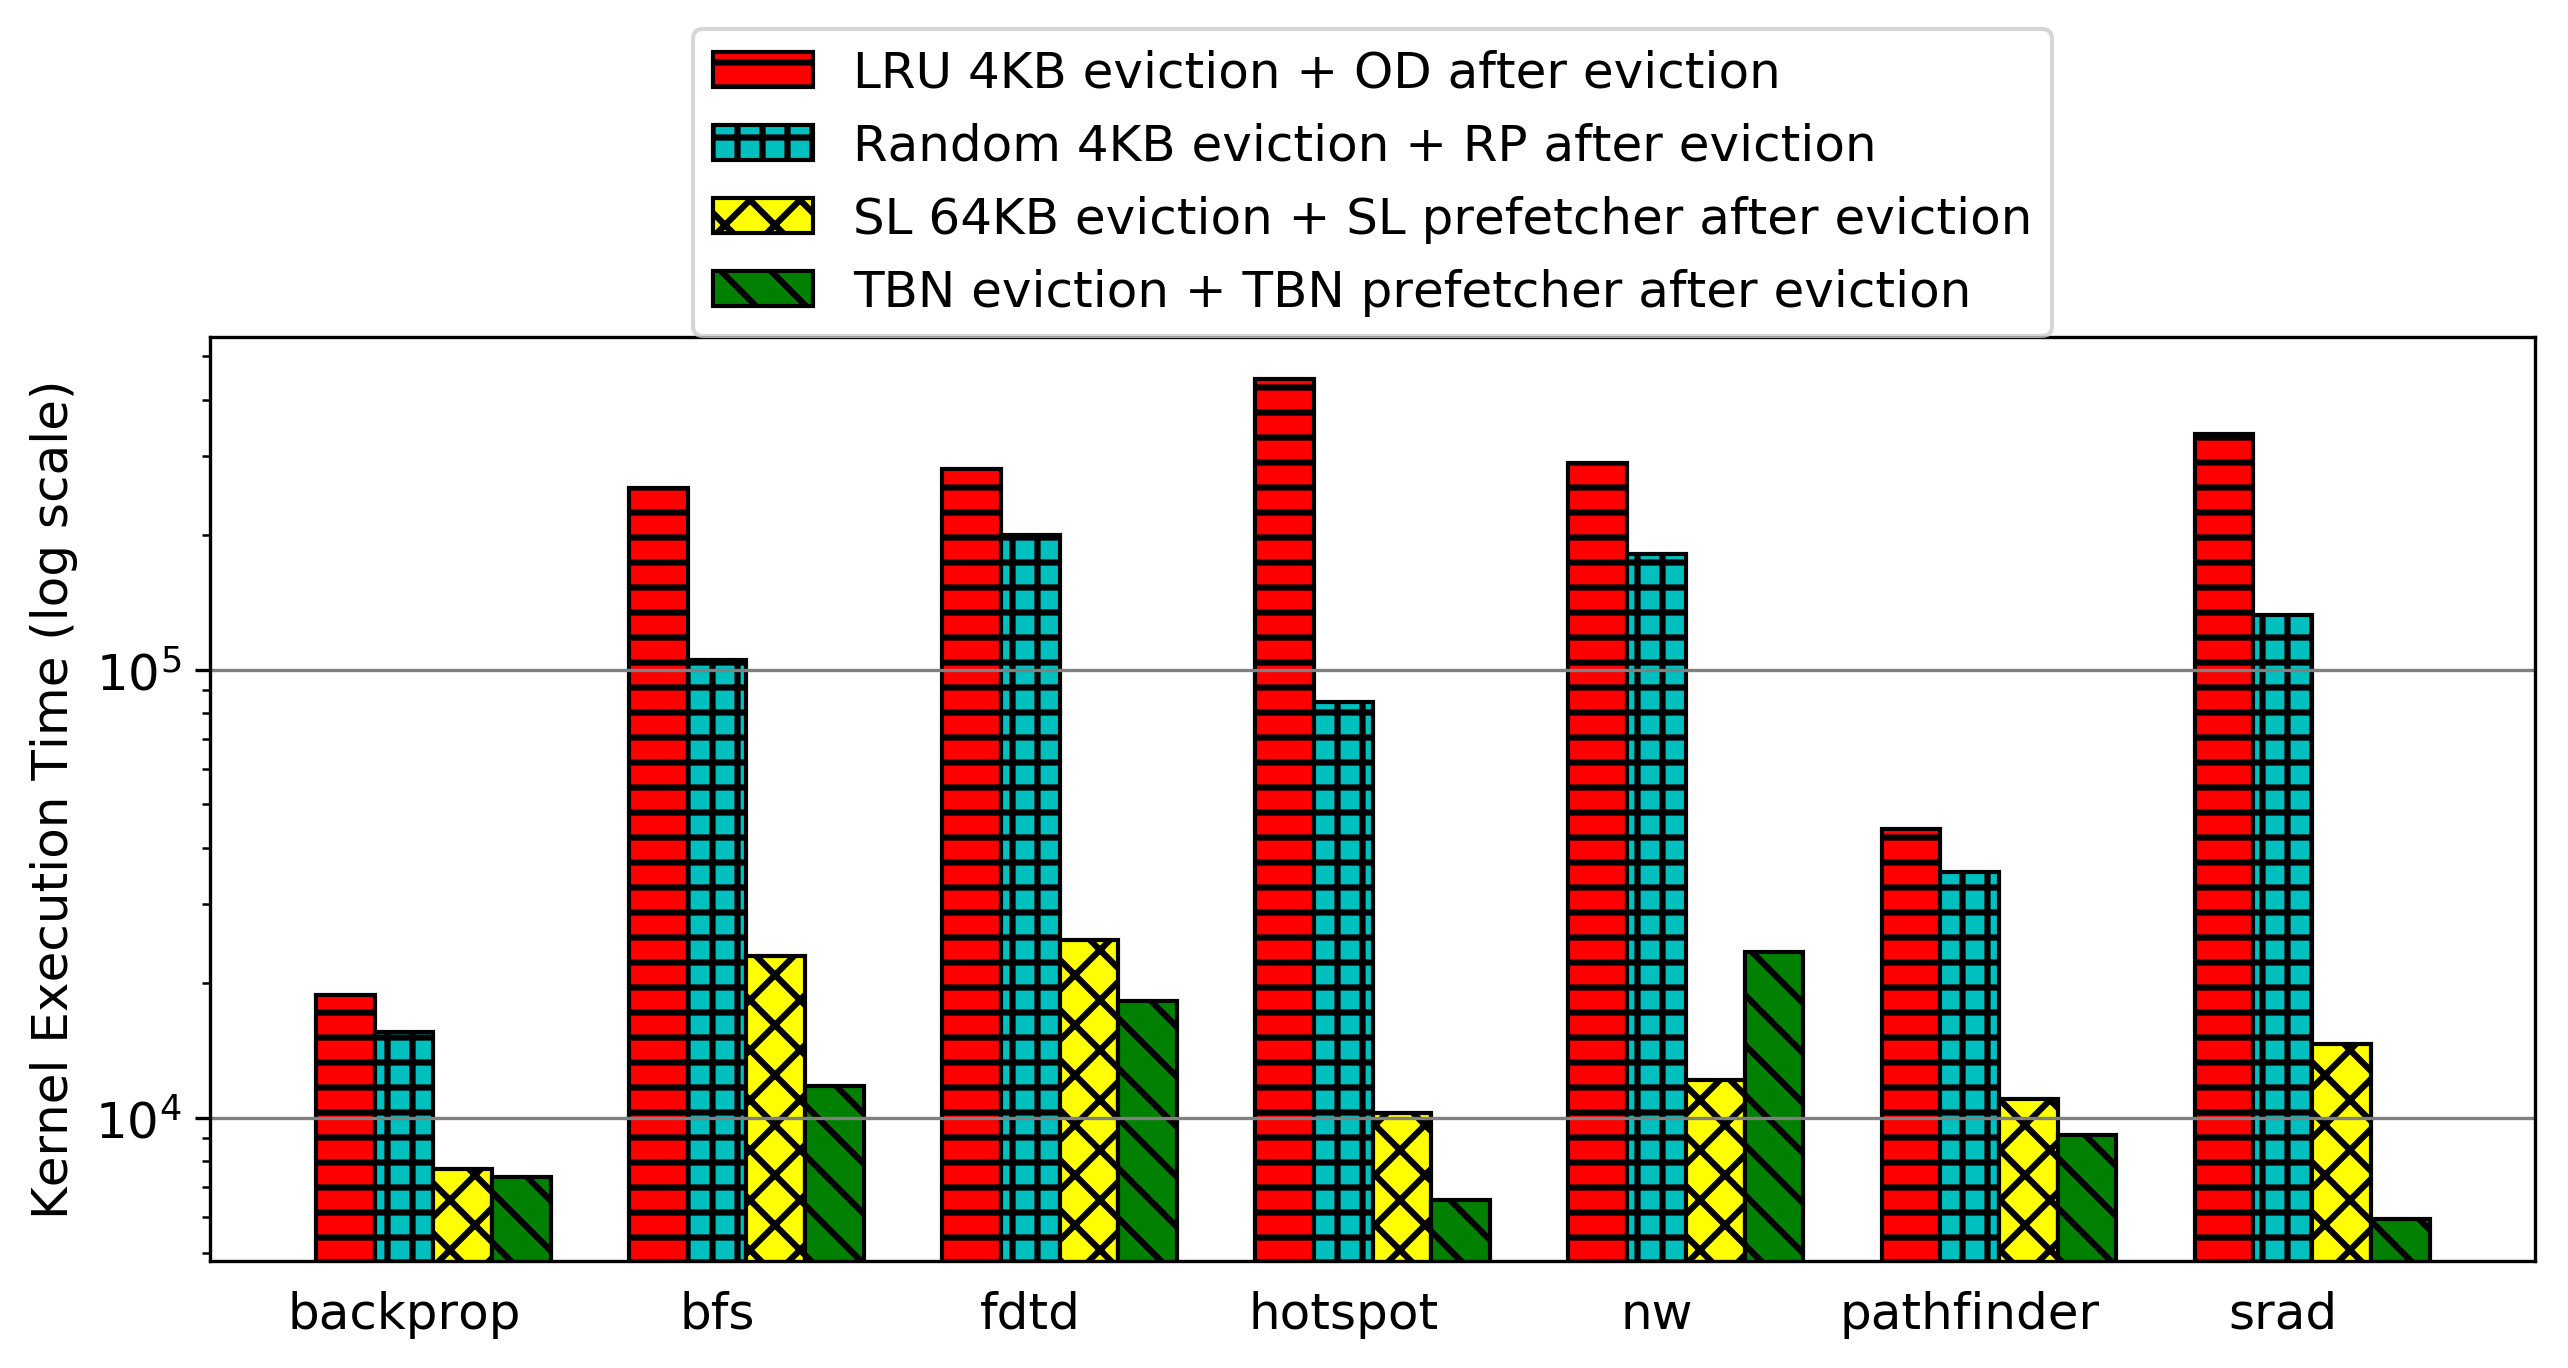 LRU 4KB eviction + OD after eviction
Random 4KB eviction + RP after eviction
SL 64KB eviction + SL prefetcher after eviction
TBN eviction + TBN prefetcher after eviction
Kernel Execution Time (log scale)
10^5
10^4
backprop bfs fdtd hotspot nw pathfinder srad